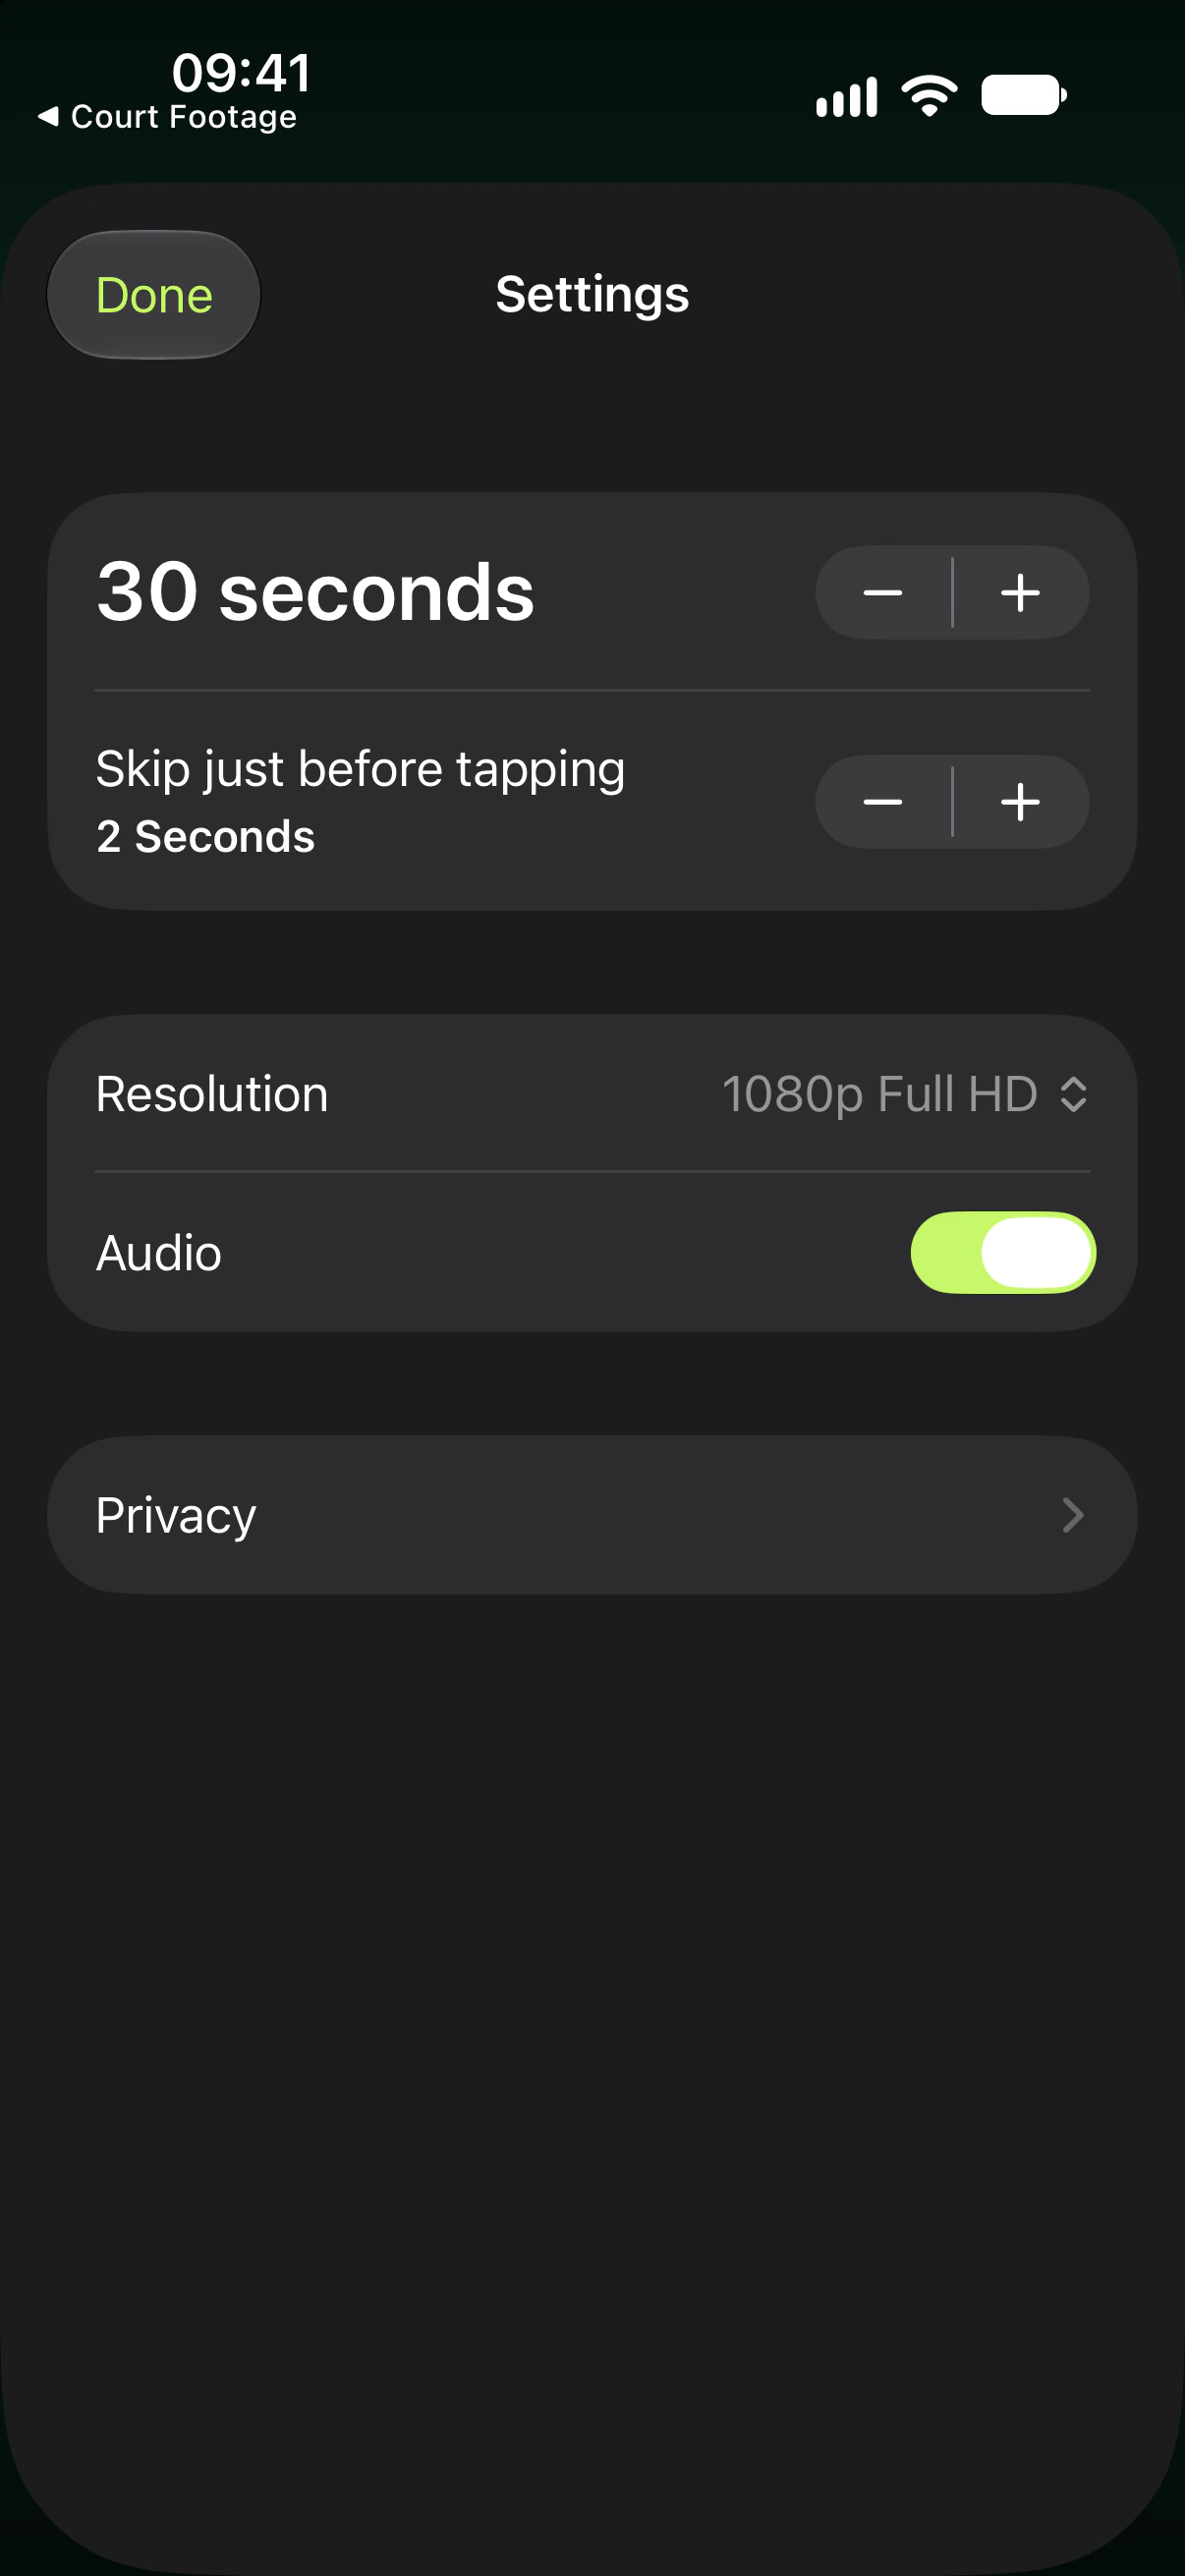 09:41
Court Footage
Done
Settings
30 seconds
Skip just before tapping
2 Seconds
Resolution
1080p Full HD
Audio
Privacy